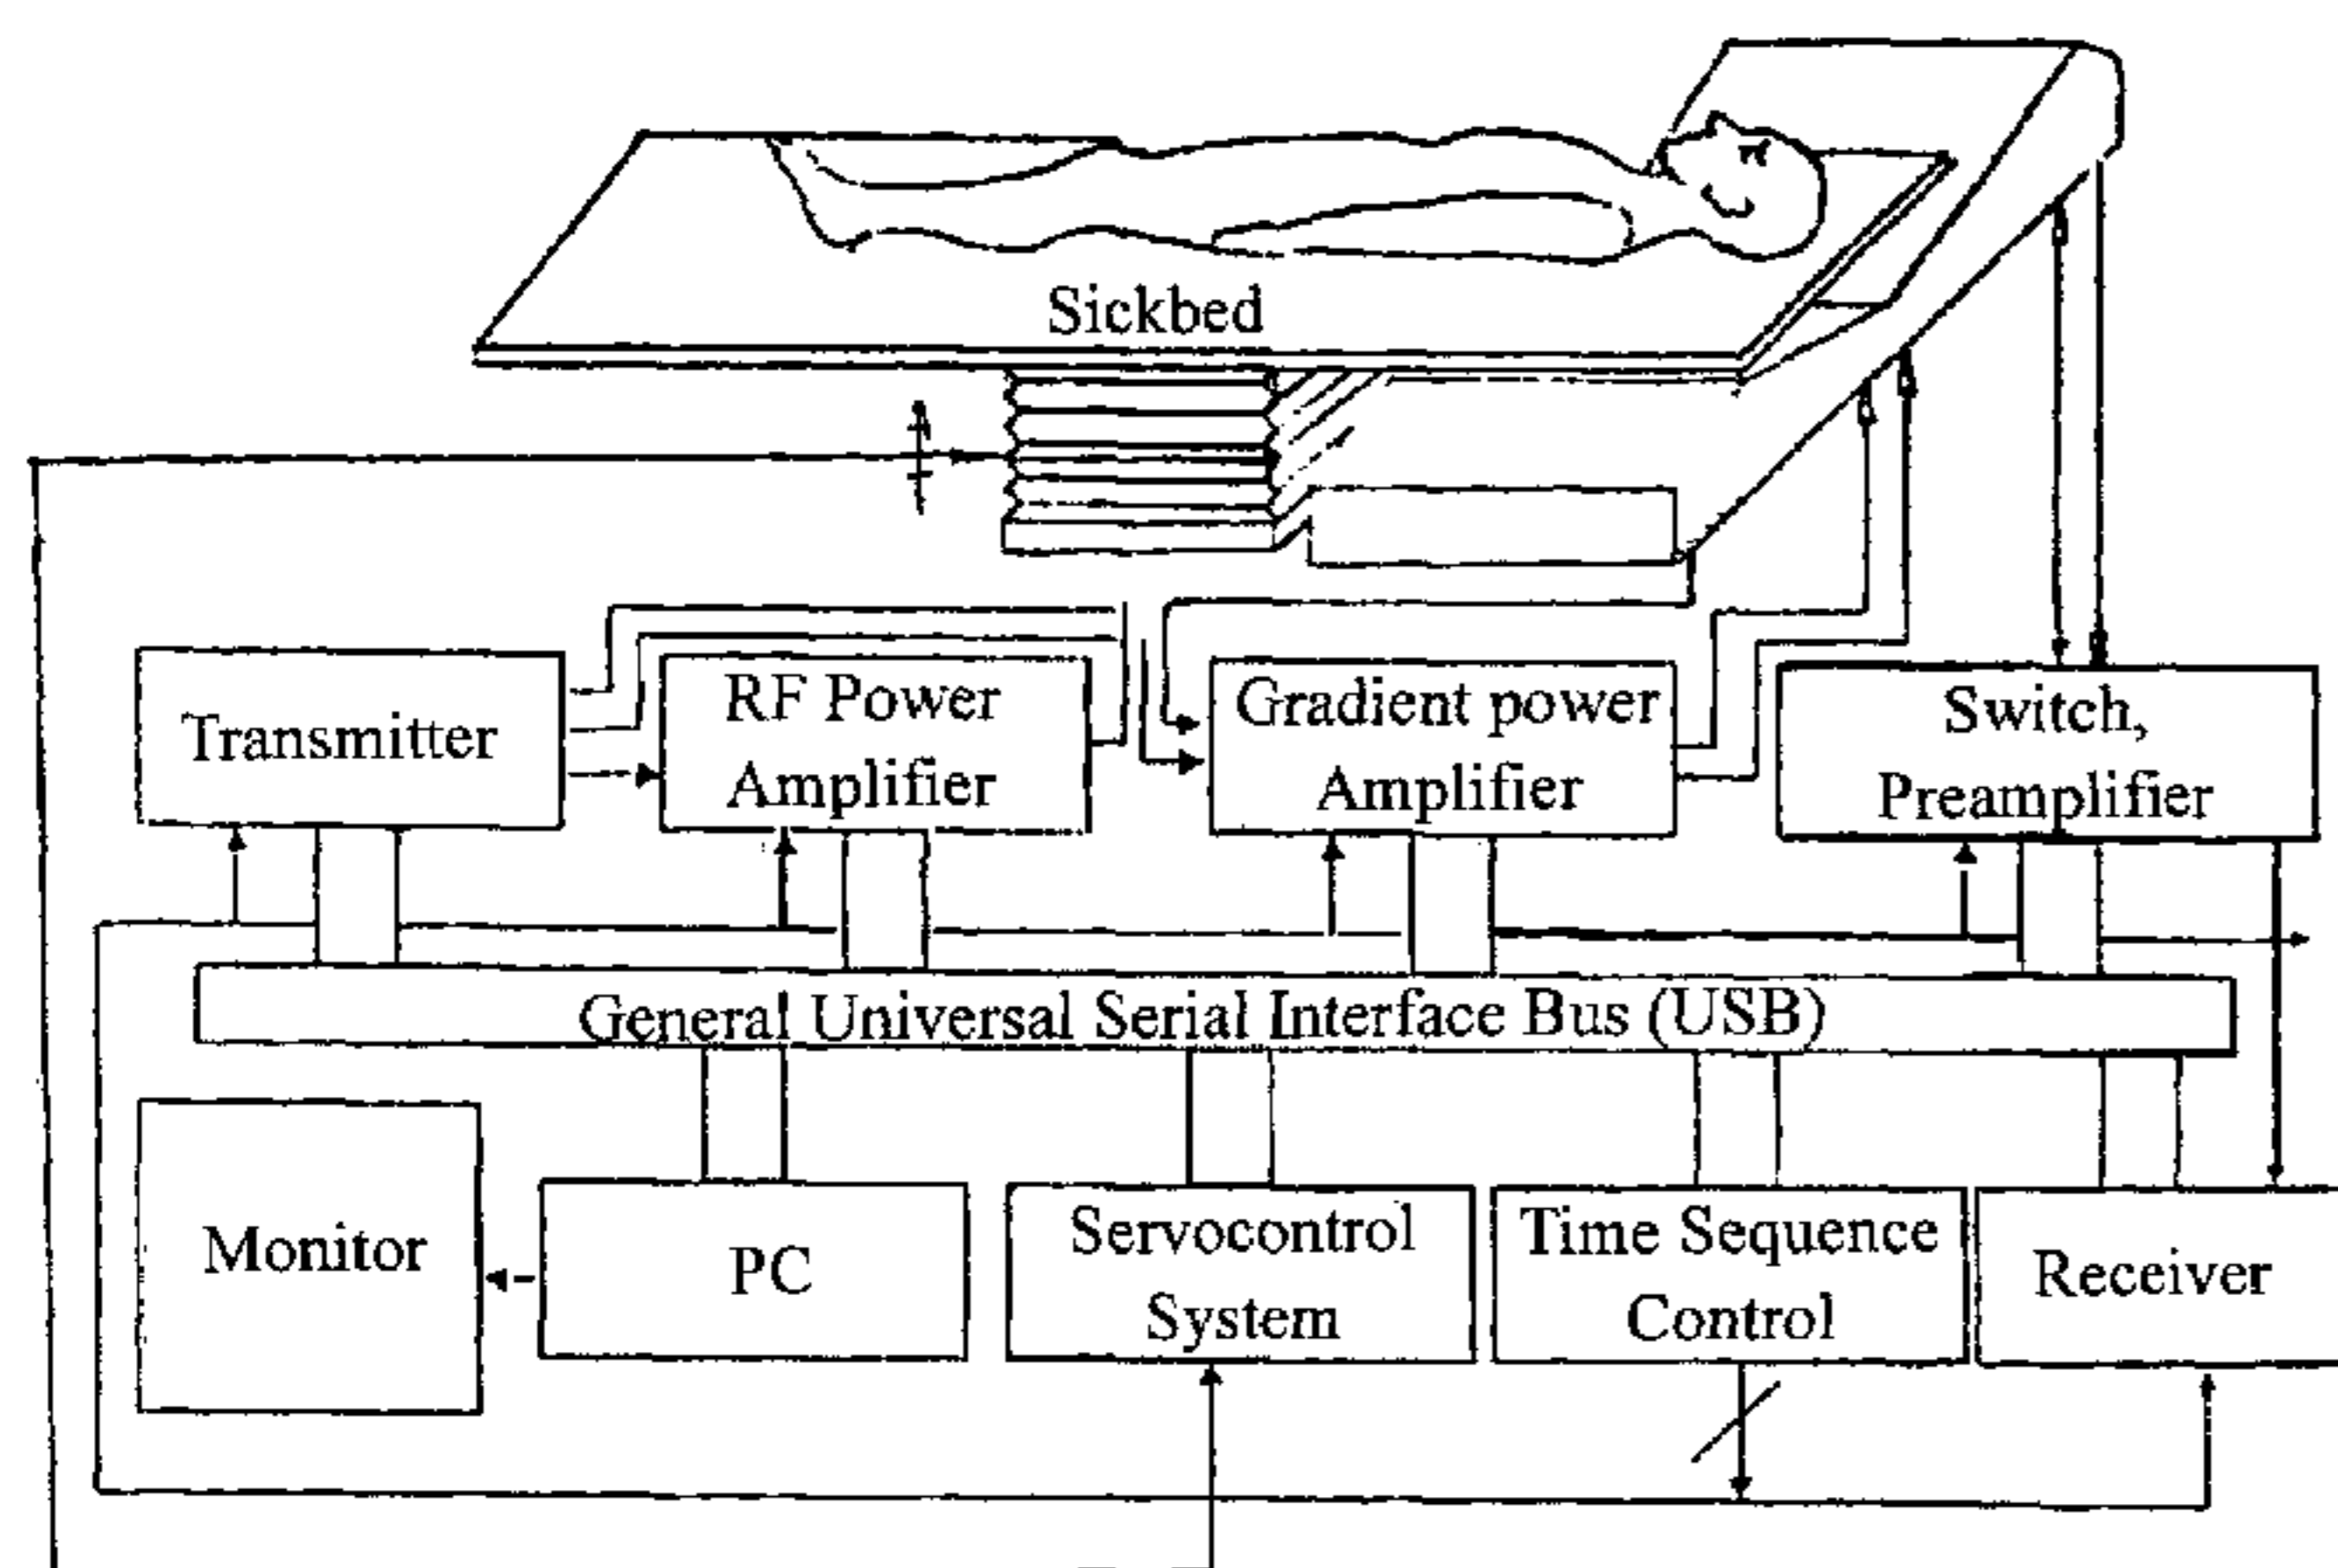 Sickbed
Transmitter
RF Power
Amplifier
Gradient power
Amplifier
Switch,
Preamplifier
General Universal Serial Interface Bus (USB)
Monitor
PC
Servocontrol
System
Time Sequence
Control
Receiver